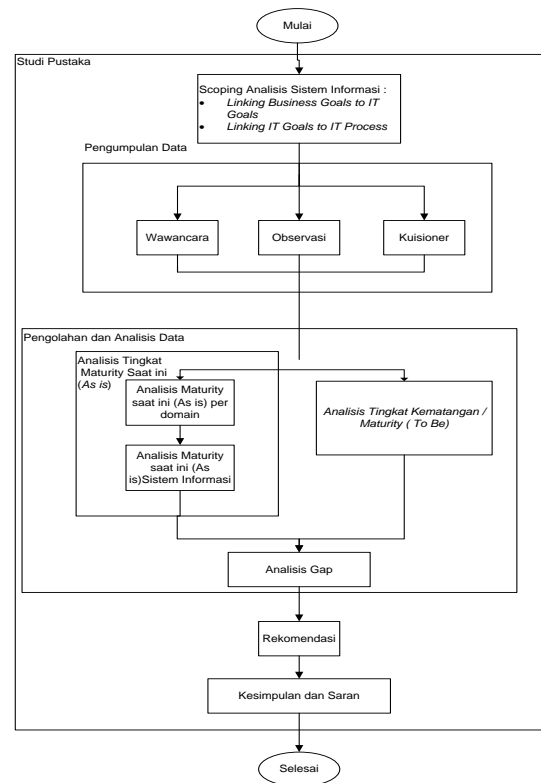 Mulai
Studi Pustaka
Scoping Analisis Sistem Informasi :
• Linking Business Goals to IT
Goals
• Linking IT Goals to IT Process
Pengumpulan Data
Wawancara
Observasi
Kuisioner
Pengolahan dan Analisis Data
Analisis Tingkat
Maturity Saat ini
(As is)
Analisis Maturity
saat ini (As is) per
domain
Analisis Maturity
saat ini (As
is)Sistem Informasi
Analisis Tingkat Kematangan /
Maturity ( To Be)
Analisis Gap
Rekomendasi
Kesimpulan dan Saran
Selesai